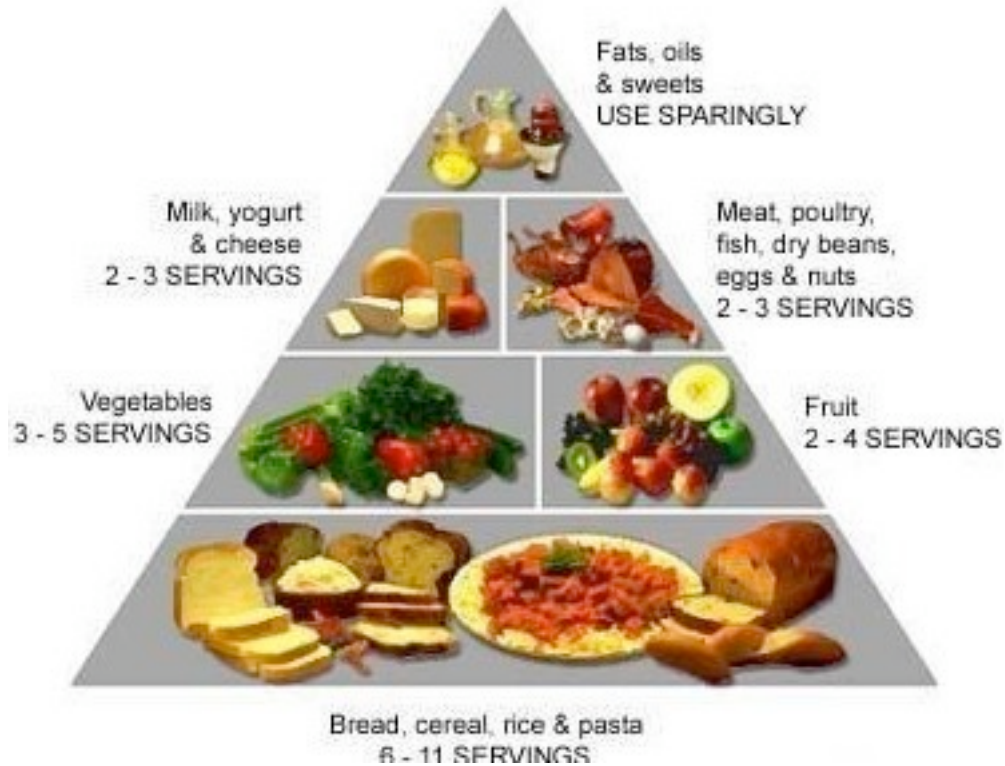 Fats, oils
& sweets
USE SPARINGLY
Milk, yogurt
& cheese
2 - 3 SERVINGS
Meat, poultry,
fish, dry beans,
eggs & nuts
2 - 3 SERVINGS
Vegetables
3 - 5 SERVINGS
Fruit
2 - 4 SERVINGS
Bread, cereal, rice & pasta
6 - 11 SERVINGS